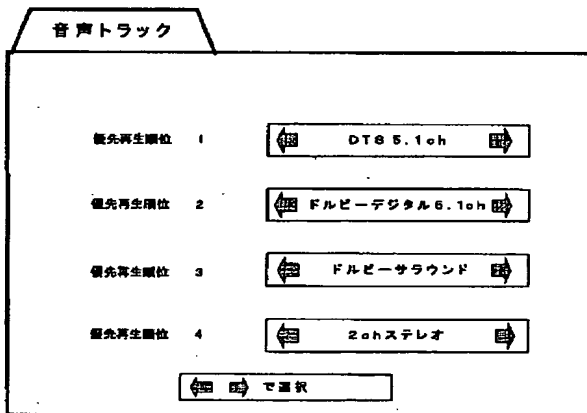 音声トラック
優先再生順位 1 DTS 5.1ch
優先再生順位 2 ドルビーデジタル5.1ch
優先再生順位 3 ドルビーサラウンド
優先再生順位 4 2chステレオ
で選択